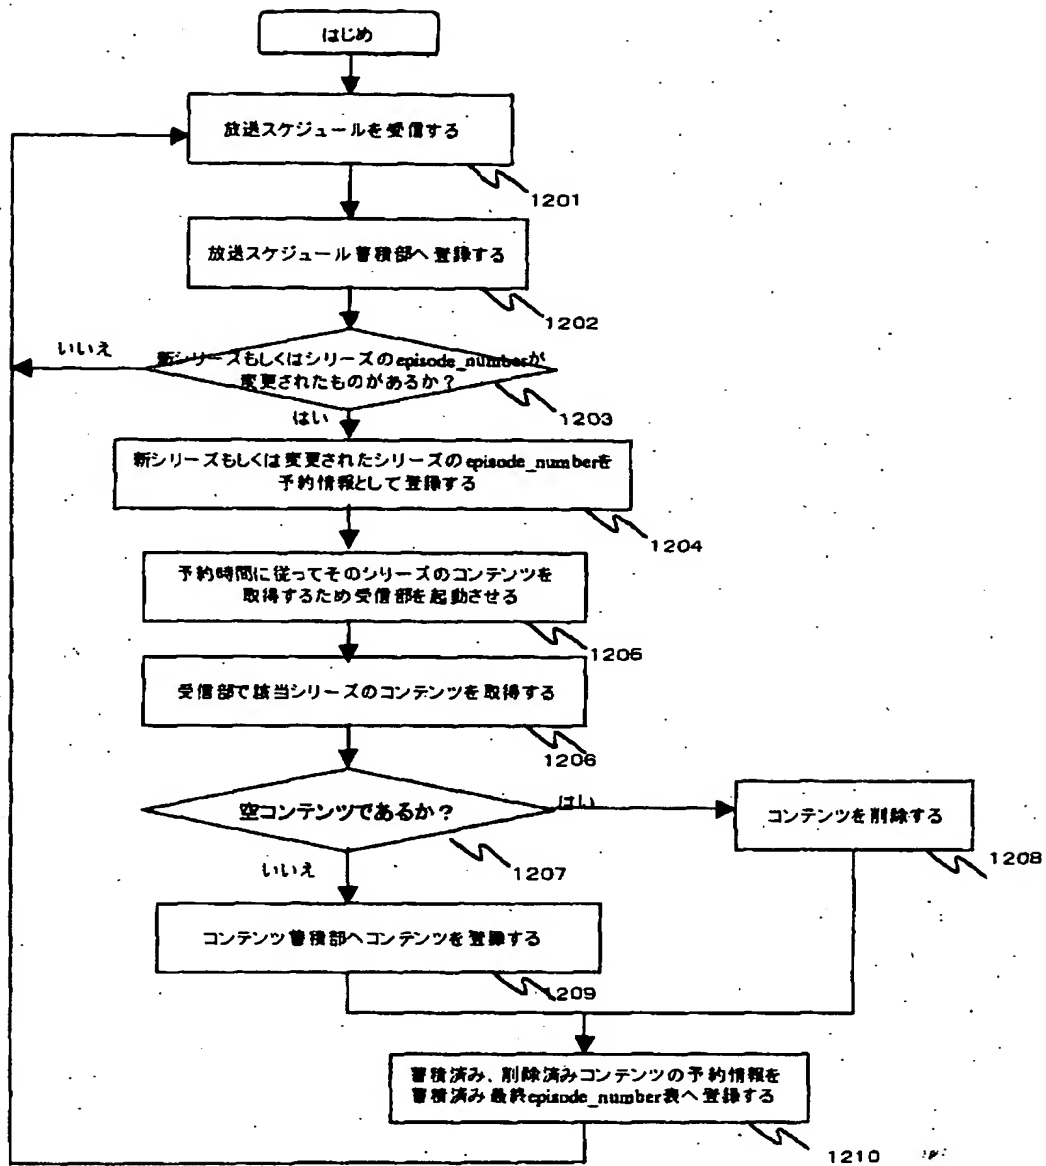 はじめ
放送スケジュールを受信する
1201
放送スケジュール蓄積部へ登録する
1202
いいえ
新シリーズもしくはシリーズのepisode_numberが
変更されたものがあるか？
1203
はい
新シリーズもしくは変更されたシリーズのepisode_numberを
予約情報として登録する
1204
予約時間に従ってそのシリーズのコンテンツを
取得するため受信部を起動させる
1205
受信部で該当シリーズのコンテンツを取得する
1206
空コンテンツであるか？
はい
コンテンツを削除する
1207
1208
いいえ
コンテンツ蓄積部へコンテンツを登録する
1209
蓄積済み、削除済みコンテンツの予約情報を
蓄積済み最終episode_number表へ登録する
1210